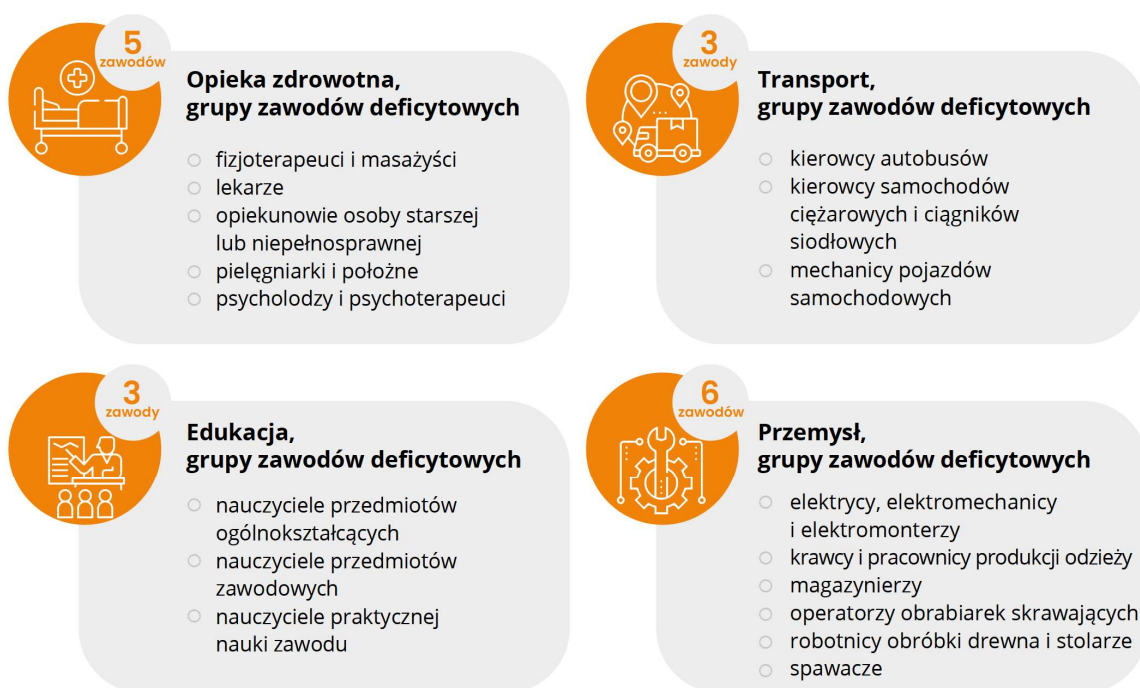 5
zawodów
Opieka zdrowotna,
grupy zawodów deficytowych
fizjoterapeuci i masażyści
lekarze
opiekunowie osoby starszej
lub niepełnosprawnej
pielęgniarki i położne
psycholodzy i psychoterapeuci
3
zawody
Transport,
grupy zawodów deficytowych
kierowcy autobusów
kierowcy samochodów
ciężarowych i ciągników
siodłowych
mechanicy pojazdów
samochodowych
3
zawody
Edukacja,
grupy zawodów deficytowych
nauczyciele przedmiotów
ogólnokształcących
nauczyciele przedmiotów
zawodowych
nauczyciele praktycznej
nauki zawodu
6
zawodów
Przemysł,
grupy zawodów deficytowych
elektrycy, elektromechanicy
i elektromonterzy
krawcy i pracownicy produkcji odzieży
magazynierzy
operatorzy obrabiarek skrawających
robotnicy obróbki drewna i stolarze
spawacze